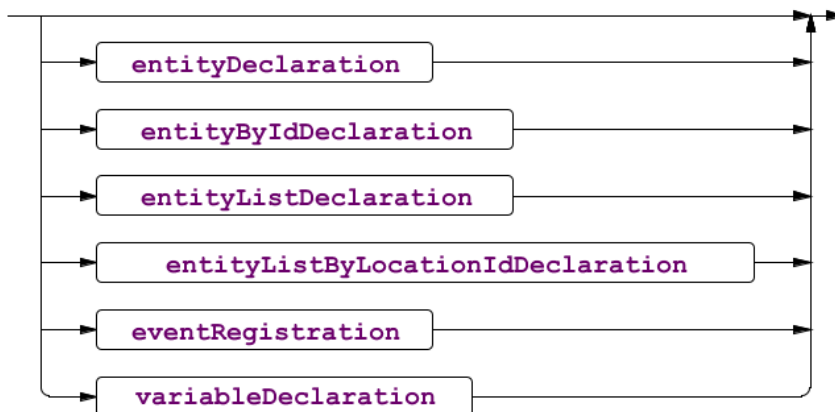 entityDeclaration
entityByIdDeclaration
entityListDeclaration
entityListByLocationIdDeclaration
eventRegistration
variableDeclaration